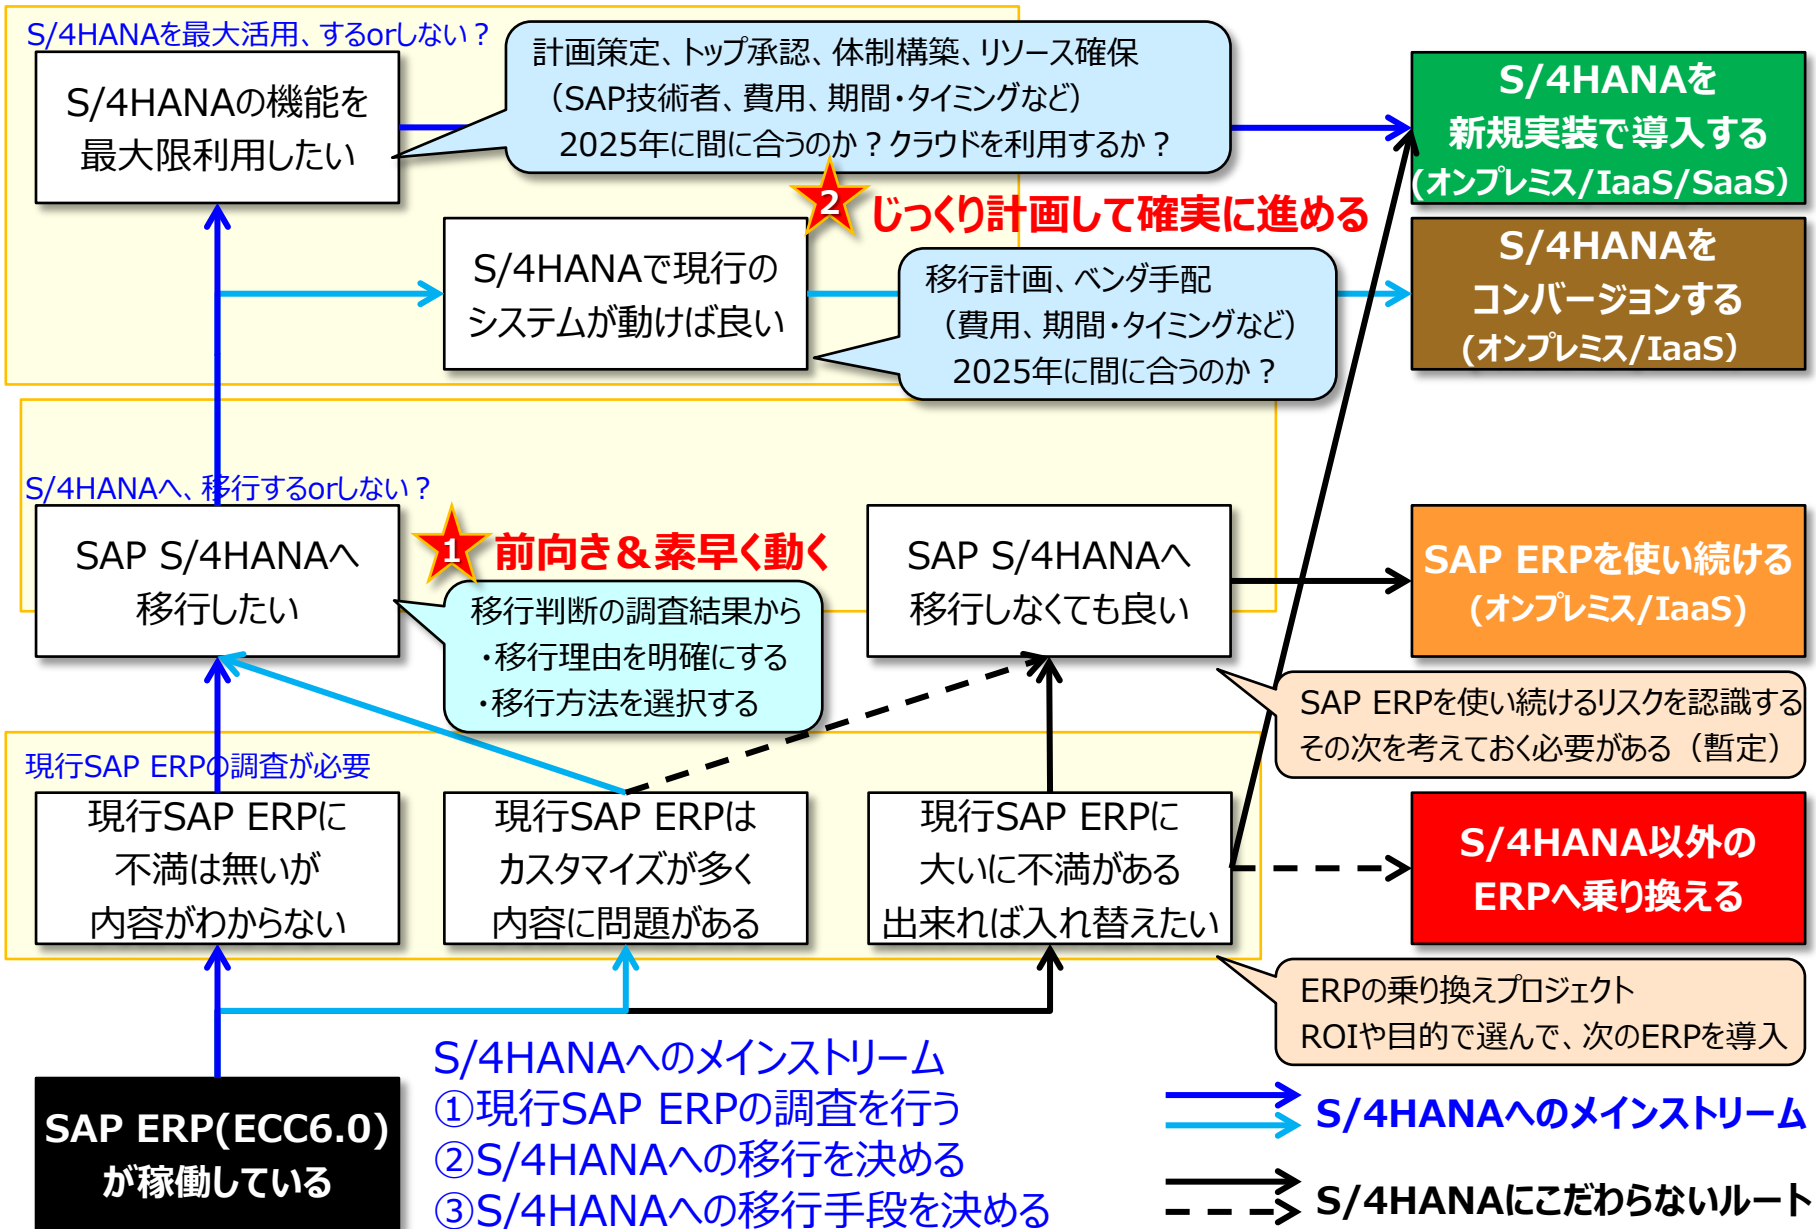 S/4HANAを最大活用、するorしない？
S/4HANAの機能を
最大限利用したい
計画策定、トップ承認、体制構築、リソース確保
（SAP技術者、費用、期間・タイミングなど）
2025年に間に合うのか？クラウドを利用するか？
S/4HANAを
新規実装で導入する
(オンプレミス/IaaS/SaaS）
2
じっくり計画して確実に進める
S/4HANAで現行の
システムが動けば良い
移行計画、ベンダ手配
（費用、期間・タイミングなど）
2025年に間に合うのか？
S/4HANAを
コンバージョンする
(オンプレミス/IaaS）
S/4HANAへ、移行するorしない？
SAP S/4HANAへ
移行したい
1
前向き＆素早く動く
移行判断の調査結果から
・移行理由を明確にする
・移行方法を選択する
SAP S/4HANAへ
移行しなくても良い
SAP ERPを使い続ける
(オンプレミス/IaaS)
SAP ERPを使い続けるリスクを認識する
その次を考えておく必要がある（暫定）
現行SAP ERPの調査が必要
現行SAP ERPに
不満は無いが
内容がわからない
現行SAP ERPは
カスタマイズが多く
内容に問題がある
現行SAP ERPに
大いに不満がある
出来れば入れ替えたい
S/4HANA以外の
ERPへ乗り換える
ERPの乗り換えプロジェクト
ROIや目的で選んで、次のERPを導入
SAP ERP(ECC6.0)
が稼働している
S/4HANAへのメインストリーム
①現行SAP ERPの調査を行う
②S/4HANAへの移行を決める
③S/4HANAへの移行手段を決める
S/4HANAへのメインストリーム
S/4HANAにこだわらないルート